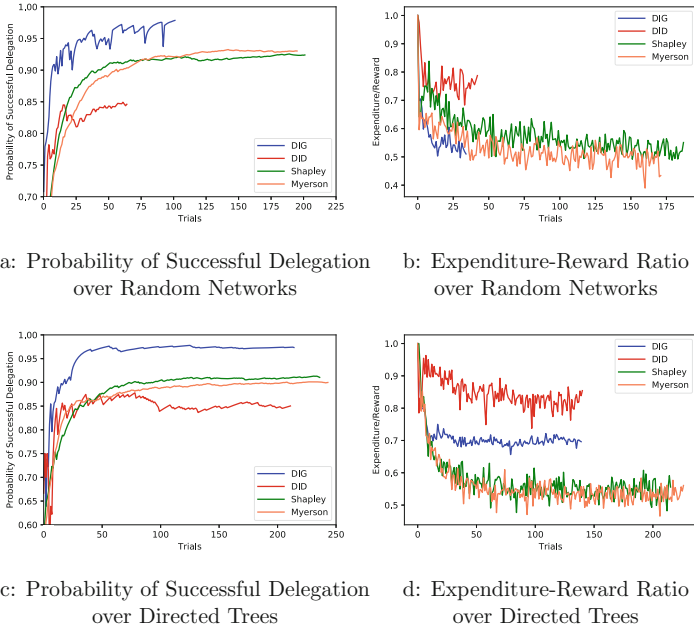 1,00
0,95
0,90
0,85
0,80
0,75
0,70
0 25 50 75 100 125 150 175 200 225
Trials
Probability of Successful Delegation
DIG
DID
Shapley
Myerson
1,0
0,9
0,8
0,7
0,6
0,5
0,4
0 25 50 75 100 125 150 175
Trials
Expenditure/Reward
DIG
DID
Shapley
Myerson
a: Probability of Successful Delegation
over Random Networks
b: Expenditure-Reward Ratio
over Random Networks
1,00
0,95
0,90
0,85
0,80
0,75
0,70
0,65
0,60
0 50 100 150 200 250
Trials
Probability of Successful Delegation
DIG
DID
Shapley
Myerson
1,0
0,9
0,8
0,7
0,6
0,5
0 50 100 150 200
Trials
Expenditure/Reward
DIG
DID
Shapley
Myerson
c: Probability of Successful Delegation
over Directed Trees
d: Expenditure-Reward Ratio
over Directed Trees